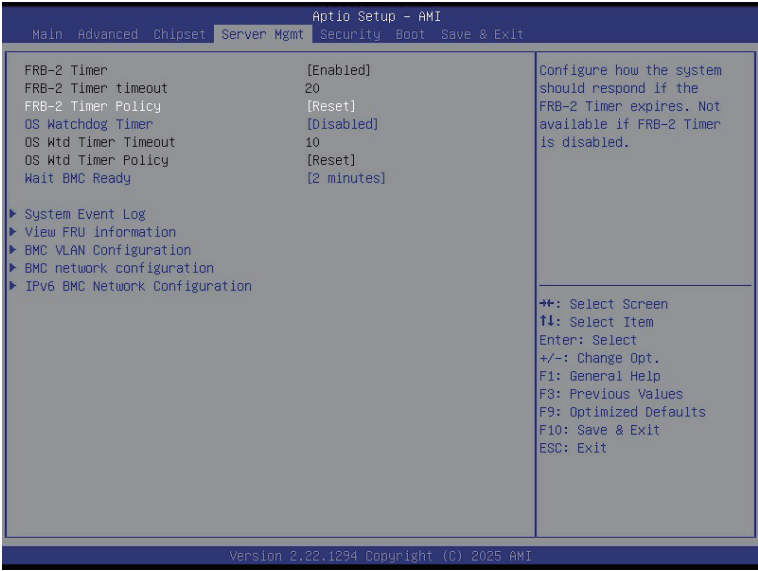 Aptio Setup - AMI
Main Advanced Chipset Server Mgmt Security Boot Save & Exit
FRB-2 Timer [Enabled]
FRB-2 Timer timeout 20
FRB-2 Timer Policy [Reset]
OS Watchdog Timer [Disabled]
OS Wtd Timer Timeout 10
OS Wtd Timer Policy [Reset]
Wait BMC Ready [2 minutes]
System Event Log
View FRU information
BMC VLAN Configuration
BMC network configuration
IPv6 BMC Network Configuration
Configure how the system
should respond if the
FRB-2 Timer expires. Not
available if FRB-2 Timer
is disabled.
→←: Select Screen
↑↓: Select Item
Enter: Select
+/-: Change Opt.
F1: General Help
F3: Previous Values
F9: Optimized Defaults
F10: Save & Exit
ESC: Exit
Version 2.22.1294 Copyright (C) 2025 AMI